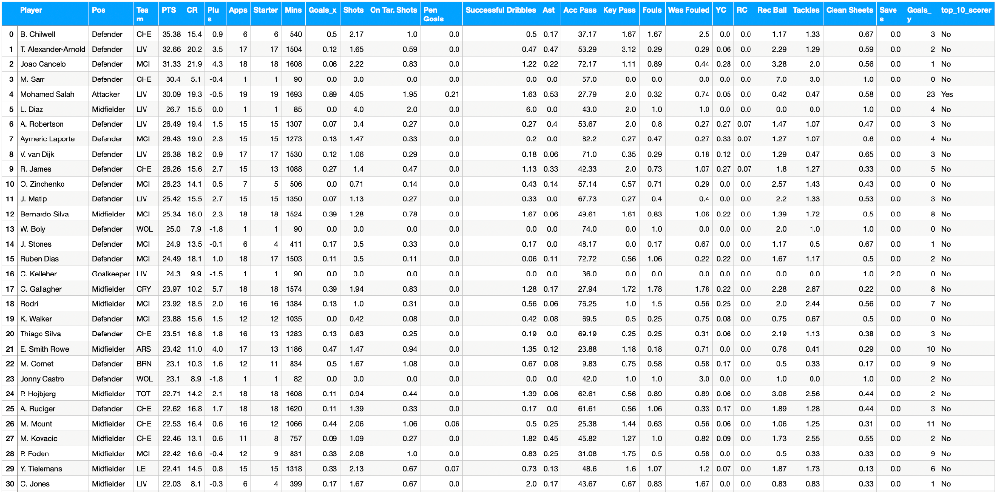 Player Pos Team PTS CR Plus Apps Starter Mins Goals_x Shots On Tar. Shots Pen Goals Successful Dribbles Ast Acc Pass Key Pass Fouls Was Fouled YC RC Rec Ball Tackles Clean Sheets Saves Goals_y top_10_scorer
0 B. Chilwell Defender CHE 35.38 15.4 0.9 6 6 540 0.5 2.17 1.0 0.0 0.5 0.17 37.17 1.67 1.67 2.5 0.0 0.0 1.17 1.33 0.67 0.0 3 No
1 T. Alexander-Arnold Defender LIV 32.66 20.2 3.5 17 17 1504 0.12 1.65 0.59 0.0 0.47 0.47 53.29 3.12 0.29 0.29 0.06 0.0 2.29 1.29 0.59 0.0 2 No
2 Joao Cancelo Defender MCI 31.33 21.9 4.3 18 18 1608 0.06 2.22 0.83 0.0 1.22 0.22 72.17 1.11 0.89 0.44 0.28 0.0 3.28 2.0 0.56 0.0 1 No
3 M. Sarr Defender CHE 30.4 5.1 -0.4 1 1 90 0.0 0.0 0.0 0.0 0.0 0.0 57.0 0.0 0.0 0.0 0.0 0.0 7.0 3.0 1.0 0.0 0 No
4 Mohamed Salah Attacker LIV 30.09 19.3 -0.5 19 19 1693 0.89 4.05 1.95 0.21 1.63 0.53 27.79 2.0 0.32 0.74 0.05 0.0 0.42 0.47 0.58 0.0 23 Yes
5 L. Diaz Midfielder LIV 26.7 15.5 0.0 1 1 85 0.0 4.0 2.0 0.0 6.0 0.0 43.0 2.0 1.0 1.0 0.0 0.0 0.0 0.0 1.0 0.0 4 No
6 A. Robertson Defender LIV 26.49 19.4 1.5 15 15 1307 0.07 0.4 0.27 0.0 0.27 0.4 53.67 2.0 0.8 0.27 0.27 0.07 1.47 1.07 0.47 0.0 3 No
7 Aymeric Laporte Defender MCI 26.43 19.0 2.3 15 15 1273 0.13 1.47 0.33 0.0 0.2 0.0 82.2 0.27 0.47 0.27 0.33 0.07 1.27 1.07 0.6 0.0 4 No
8 V. van Dijk Defender LIV 26.38 18.2 0.9 17 17 1530 0.12 1.06 0.29 0.0 0.18 0.06 71.0 0.35 0.29 0.18 0.12 0.0 1.29 0.47 0.65 0.0 3 No
9 R. James Defender CHE 26.26 15.6 2.7 15 13 1088 0.27 1.4 0.47 0.0 1.13 0.33 42.33 2.0 0.73 1.07 0.27 0.07 1.8 1.27 0.33 0.0 5 No
10 O. Zinchenko Defender MCI 26.23 14.1 0.5 7 5 506 0.0 0.71 0.14 0.0 0.43 0.14 57.14 0.57 0.71 0.29 0.0 0.0 2.57 1.43 0.43 0.0 0 No
11 J. Matip Defender LIV 25.42 15.5 2.7 15 15 1350 0.07 1.13 0.27 0.0 0.33 0.0 67.73 0.27 0.4 0.4 0.0 0.0 2.2 1.33 0.53 0.0 3 No
12 Bernardo Silva Midfielder MCI 25.34 16.0 2.3 18 18 1524 0.39 1.28 0.78 0.0 1.67 0.06 49.61 1.61 0.83 1.06 0.22 0.0 1.39 1.72 0.5 0.0 8 No
13 W. Boly Defender WOL 25.0 7.9 -1.8 1 1 90 0.0 0.0 0.0 0.0 0.0 0.0 74.0 0.0 1.0 0.0 0.0 0.0 2.0 1.0 1.0 0.0 0 No
14 J. Stones Defender MCI 24.9 13.5 -0.1 6 4 411 0.17 0.5 0.33 0.0 0.17 0.0 48.17 0.0 0.17 0.67 0.0 0.0 1.17 0.5 0.67 0.0 1 No
15 Ruben Dias Defender MCI 24.49 18.1 1.0 18 17 1503 0.11 0.5 0.11 0.0 0.06 0.11 72.72 0.56 1.06 0.22 0.22 0.0 1.67 1.17 0.5 0.0 2 No
16 C. Kelleher Goalkeeper LIV 24.3 9.9 -1.5 1 1 90 0.0 0.0 0.0 0.0 0.0 0.0 36.0 0.0 0.0 0.0 0.0 0.0 0.0 0.0 1.0 2.0 0 No
17 C. Gallagher Midfielder CRY 23.97 10.2 5.7 18 18 1574 0.39 1.94 0.83 0.0 1.28 0.17 27.94 1.72 1.78 1.78 0.22 0.0 2.28 2.67 0.22 0.0 8 No
18 Rodri Midfielder MCI 23.92 18.5 2.0 16 16 1384 0.13 1.0 0.31 0.0 0.56 0.06 76.25 1.0 1.5 0.56 0.25 0.0 2.0 2.44 0.56 0.0 7 No
19 K. Walker Defender MCI 23.88 15.6 1.5 12 12 1035 0.0 0.42 0.08 0.0 0.42 0.08 69.5 0.5 0.25 0.75 0.08 0.0 0.75 0.67 0.5 0.0 0 No
20 Thiago Silva Defender CHE 23.51 16.8 1.8 16 13 1283 0.13 0.63 0.25 0.0 0.19 0.0 69.19 0.25 0.25 0.31 0.06 0.0 2.19 1.13 0.38 0.0 3 No
21 E. Smith Rowe Midfielder ARS 23.42 11.0 4.0 17 13 1186 0.47 1.47 0.94 0.0 1.35 0.12 23.88 1.18 0.18 0.71 0.0 0.0 0.76 0.41 0.29 0.0 10 No
22 M. Cornet Defender BRN 23.1 10.3 1.6 12 11 834 0.5 1.67 1.08 0.0 0.67 0.08 9.83 0.75 0.58 0.58 0.17 0.0 0.5 0.33 0.17 0.0 9 No
23 Jonny Castro Defender WOL 23.1 8.9 -1.8 1 1 82 0.0 0.0 0.0 0.0 0.0 0.0 42.0 1.0 1.0 3.0 0.0 0.0 1.0 0.0 1.0 0.0 2 No
24 P. Hojbjerg Midfielder TOT 22.71 14.2 2.1 18 18 1608 0.11 0.94 0.44 0.0 1.39 0.06 62.61 0.56 0.89 0.89 0.06 0.0 3.06 2.56 0.44 0.0 2 No
25 A. Rudiger Defender CHE 22.62 16.8 1.7 18 18 1620 0.11 1.39 0.33 0.0 0.17 0.0 61.61 0.56 1.06 0.33 0.17 0.0 1.89 1.28 0.44 0.0 3 No
26 M. Mount Midfielder CHE 22.53 16.4 0.6 16 12 1066 0.44 2.06 1.06 0.06 0.5 0.25 25.38 1.44 0.63 0.56 0.06 0.0 1.06 1.25 0.31 0.0 11 No
27 M. Kovacic Midfielder CHE 22.46 13.1 0.6 11 8 757 0.09 1.09 0.27 0.0 1.82 0.45 45.82 1.27 1.0 0.82 0.09 0.0 1.73 2.55 0.55 0.0 2 No
28 P. Foden Midfielder MCI 22.42 16.6 -0.4 12 9 831 0.33 2.08 1.0 0.0 0.83 0.25 31.08 1.75 0.5 0.58 0.0 0.0 0.5 0.33 0.33 0.0 9 No
29 Y. Tielemans Midfielder LEI 22.41 14.5 0.8 15 15 1318 0.33 2.13 0.67 0.07 0.73 0.13 48.6 1.6 1.07 1.2 0.07 0.0 1.87 1.73 0.13 0.0 6 No
30 C. Jones Midfielder LIV 22.03 8.1 -0.3 6 4 399 0.17 1.67 0.67 0.0 2.0 0.17 43.67 0.67 0.83 1.67 0.0 0.0 0.83 0.83 0.33 0.0 1 No